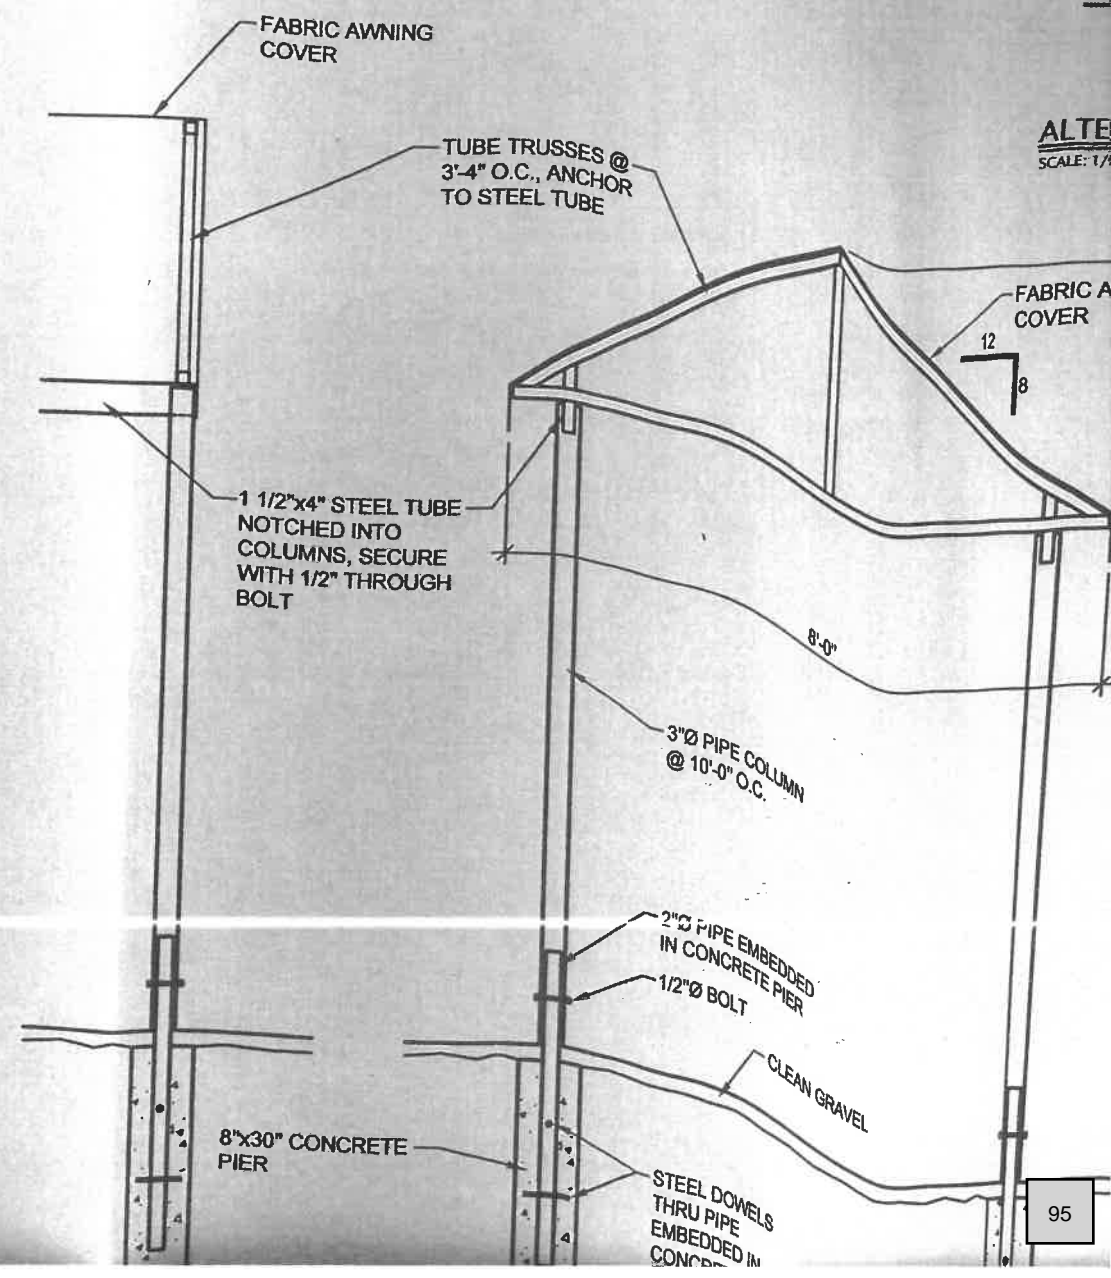 FABRIC AWNING
COVER
TUBE TRUSSES @
3'-4" O.C., ANCHOR
TO STEEL TUBE
SCALE:
FABRIC
COVER
12
8
1 1/2"x4" STEEL TUBE
NOTCHED INTO
COLUMNS, SECURE
WITH 1/2" THROUGH
BOLT
8'-0"
3"Ø PIPE COLUMN
@ 10'-0" O.C.
2"Ø PIPE EMBEDDED
IN CONCRETE PIER
1/2"Ø BOLT
CLEAN GRAVEL
8"x30" CONCRETE
PIER
STEEL DOWELS
THRU PIPE
EMBEDDED IN
95